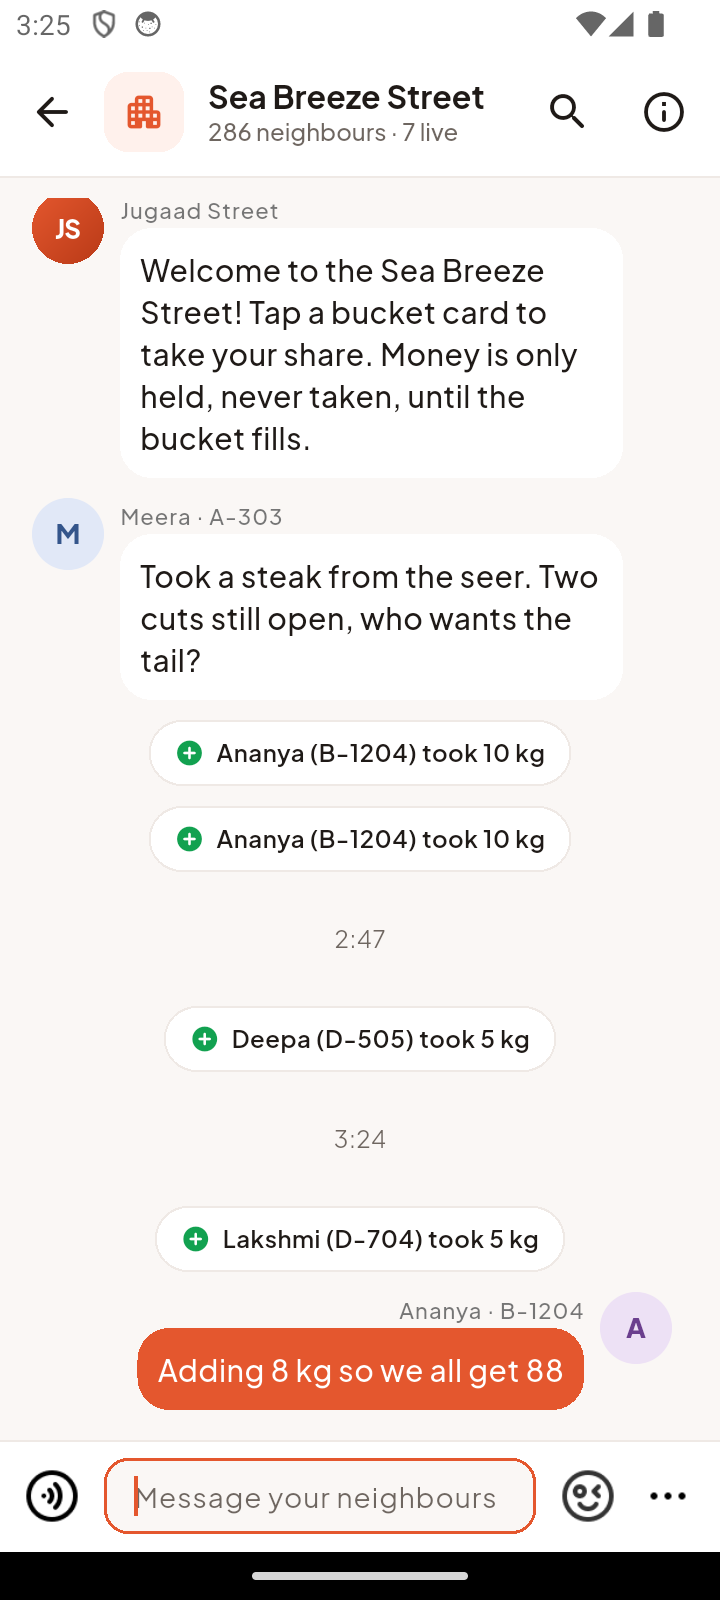 3:25
Sea Breeze Street
286 neighbours · 7 live
Jugaad Street
JS
Welcome to the Sea Breeze
Street! Tap a bucket card to
take your share. Money is only
held, never taken, until the
bucket fills.
Meera · A-303
M
Took a steak from the seer. Two
cuts still open, who wants the
tail?
Ananya (B-1204) took 10 kg
Ananya (B-1204) took 10 kg
2:47
Deepa (D-505) took 5 kg
3:24
Lakshmi (D-704) took 5 kg
Ananya · B-1204
A
Adding 8 kg so we all get 88
Message your neighbours